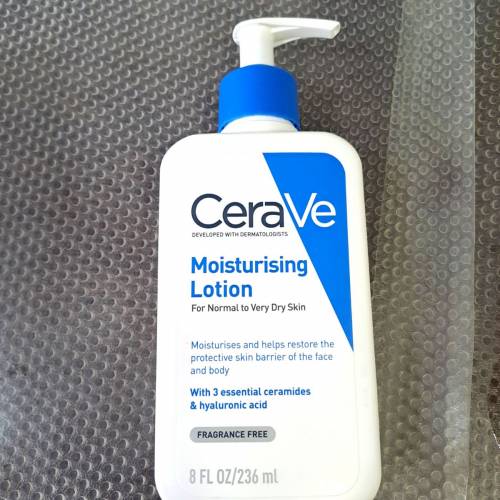 CeraVe
DEVELOPED WITH DERMATOLOGISTS
Moisturising
Lotion
For Normal to Very Dry Skin
Moisturises and helps restore the
protective skin barrier of the face
and body
With 3 essential ceramides
& hyaluronic acid
FRAGRANCE FREE
8 FL OZ/236 ml